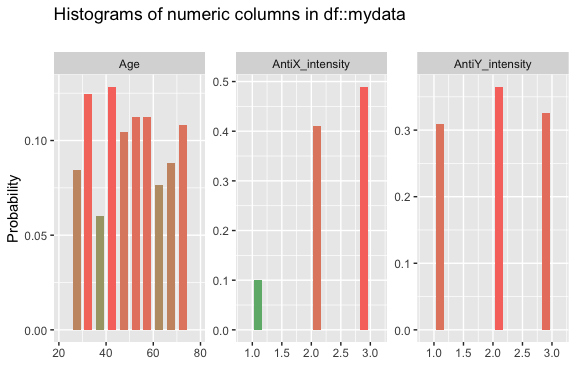 Histograms of numeric columns in df::mydata
Age
AntiX_intensity
AntiY_intensity
Probability
0.10
0.05
0.00
20 40 60 80
0.5
0.4
0.3
0.2
0.1
0.0
1.0 1.5 2.0 2.5 3.0
0.3
0.2
0.1
0.0
1.0 1.5 2.0 2.5 3.0